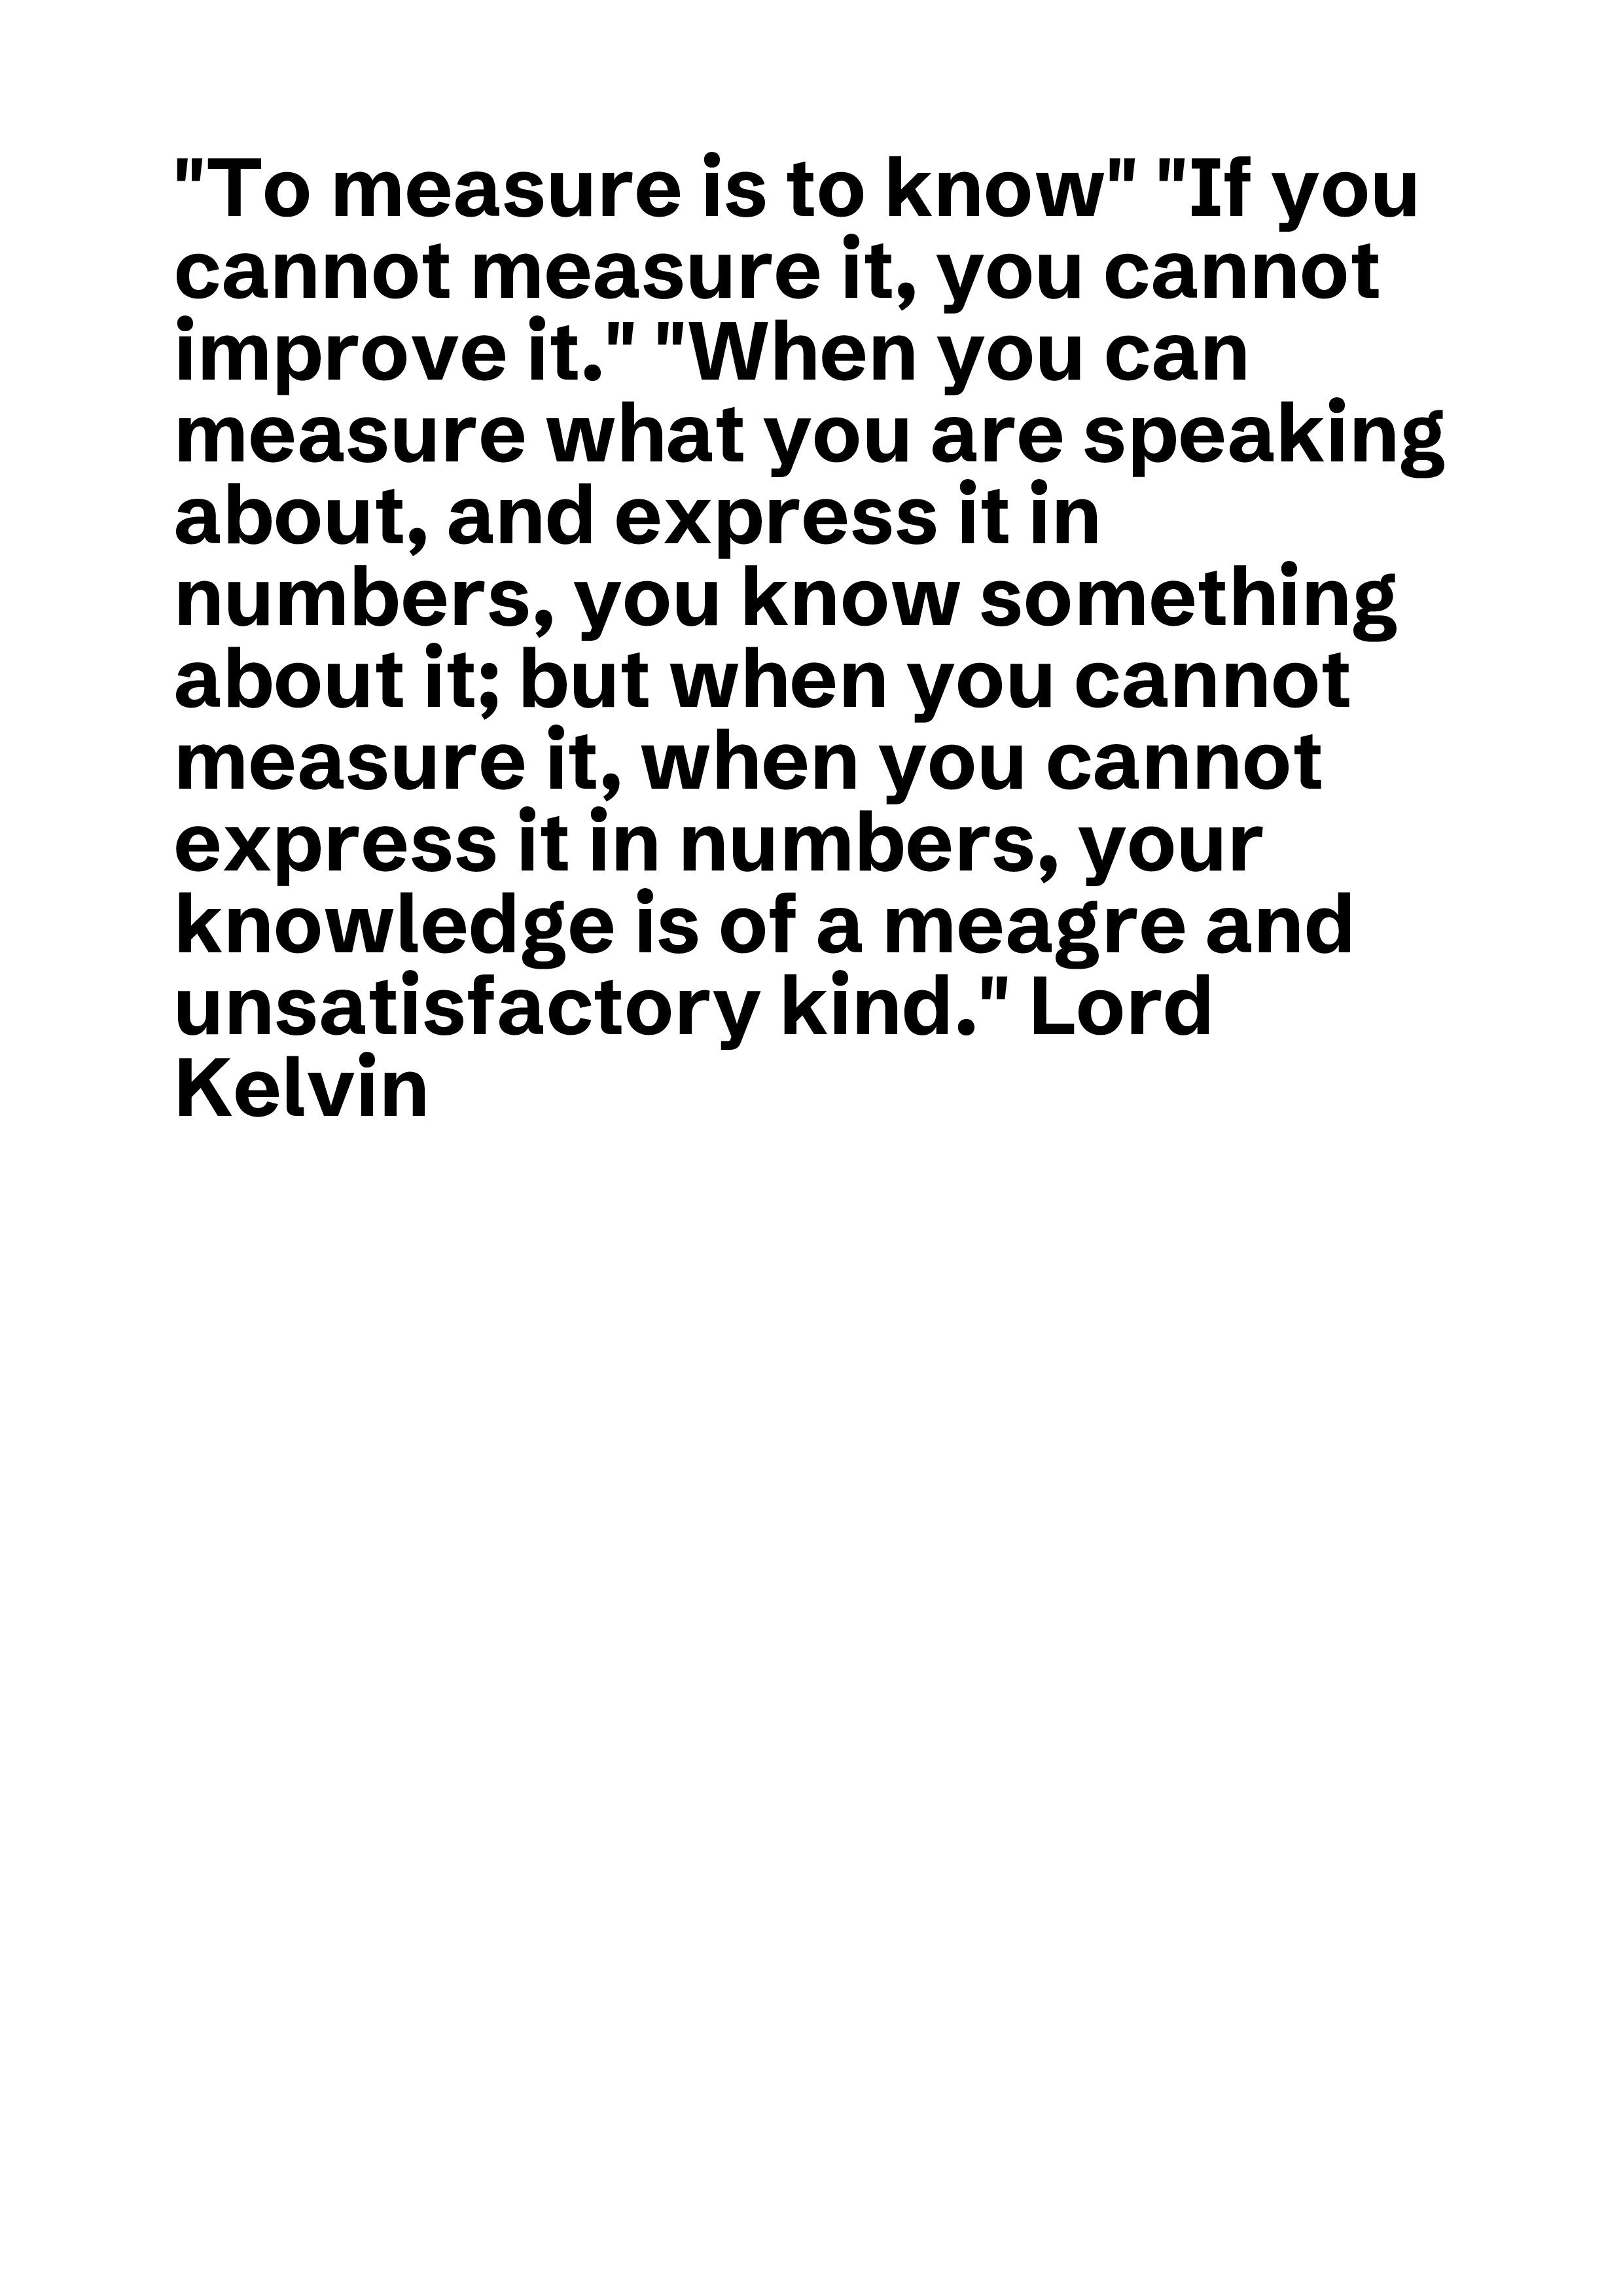 "To measure is to know" "If you
cannot measure it, you cannot
improve it." "When you can
measure what you are speaking
about, and express it in
numbers, you know something
about it; but when you cannot
measure it, when you cannot
express it in numbers, your
knowledge is of a meagre and
unsatisfactory kind." Lord
Kelvin